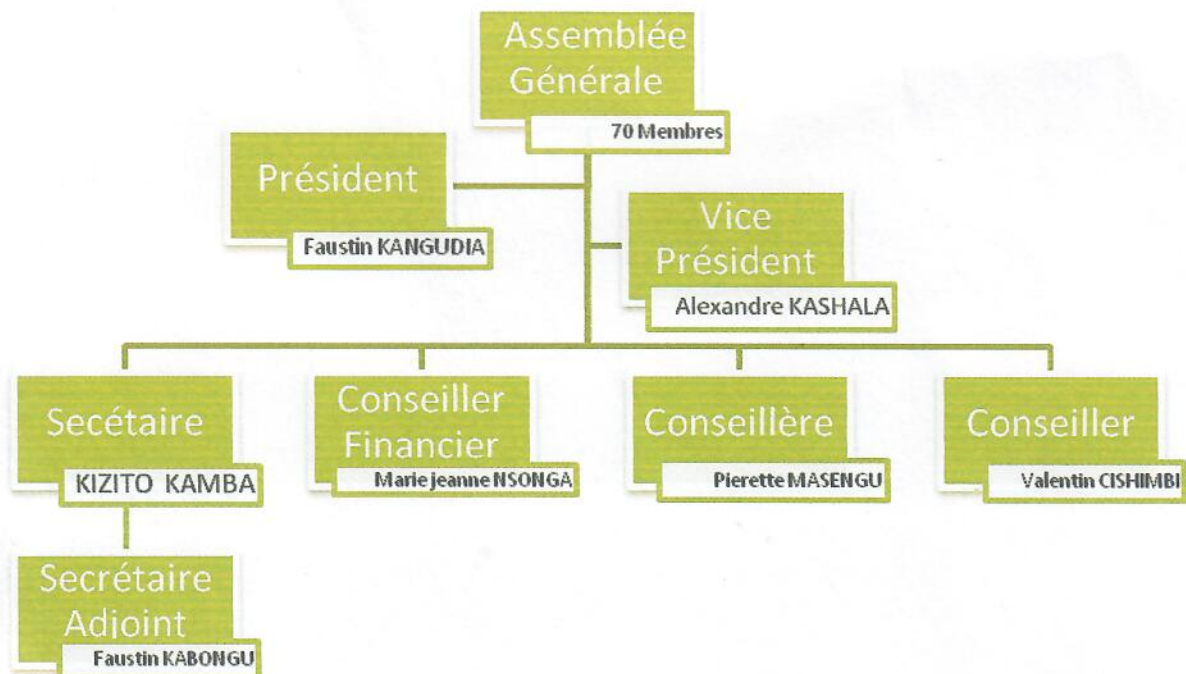 Assemblée
Générale
70 Membres
Président
Faustin KANGUDIA
Vice
Président
Alexandre KASHALA
Secétaire
KIZITO KAMBA
Conseiller
Financier
Marie jeanne NSONGA
Conseillère
Pierette MASENGU
Conseiller
Valentin CISHIMBI
Secrétaire
Adjoint
Faustin KABONGU